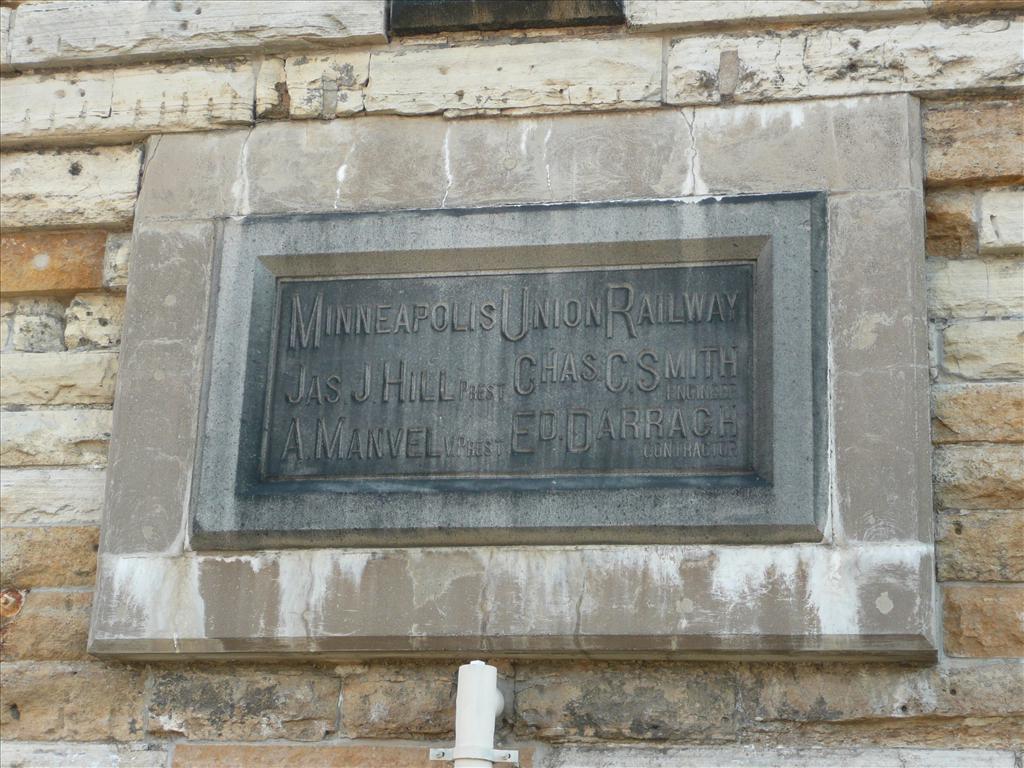 MINNEAPOLIS UNION RAILWAY
JAS J HILL PREST CHAS. C. SMITH ENGINEER
A. MANVEL V. PREST ED. DARRACH CONTRACTOR